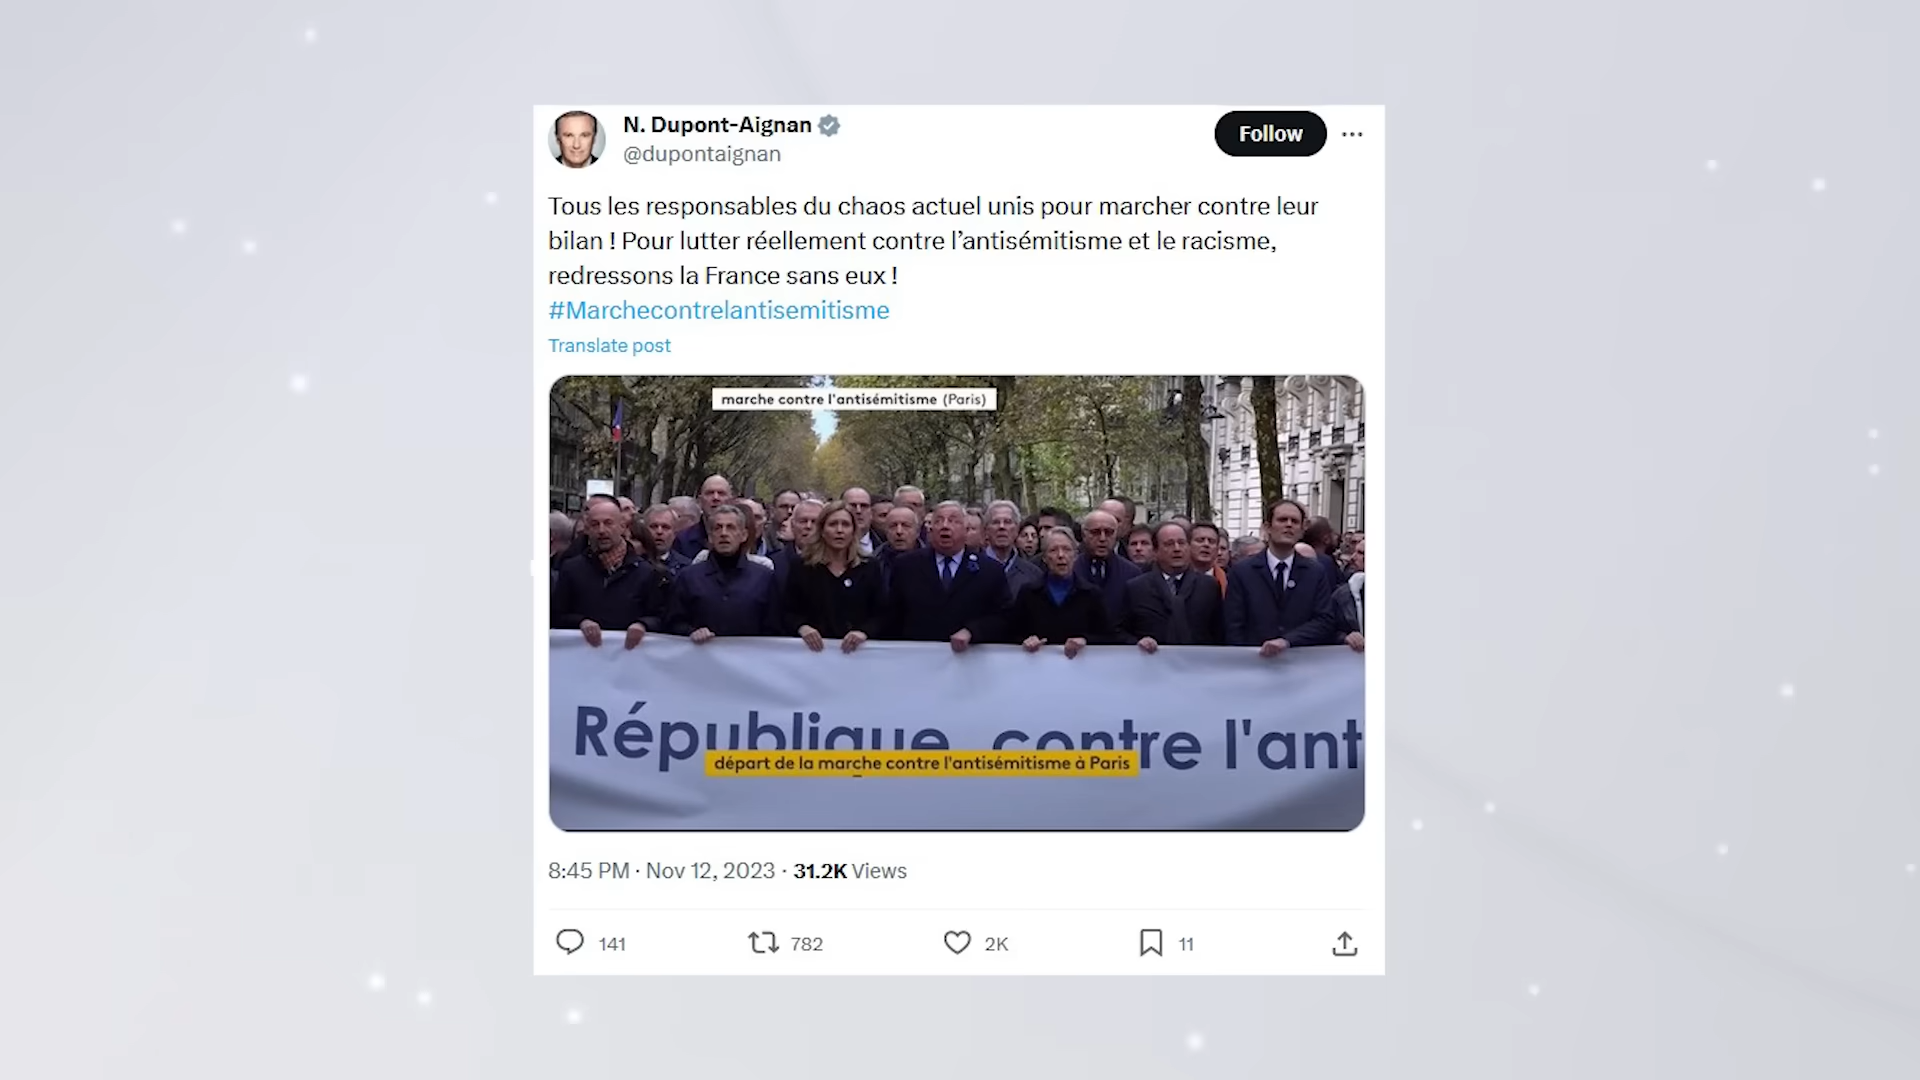 N. Dupont-Aignan
@dupontaignan
Follow
Tous les responsables du chaos actuel unis pour marcher contre leur
bilan ! Pour lutter réellement contre l’antisémitisme et le racisme,
redressons la France sans eux !
#Marchecontrelantisemitisme
Translate post
marche contre l'antisémitisme (Paris)
République contre l'ant
départ de la marche contre l'antisémitisme à Paris
8:45 PM · Nov 12, 2023 · 31.2K Views
141 782 2K 11